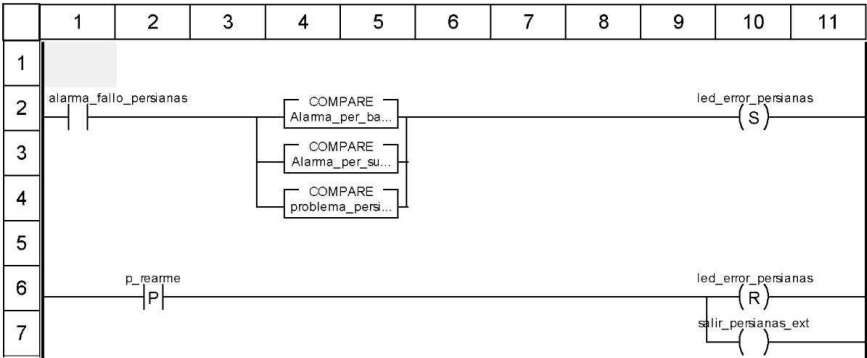 1 2 3 4 5 6 7 8 9 10 11
1
alarma_fallo_persianas COMPARE led_error_persianas
2 Alarma_per_ba... S
COMPARE
3 Alarma_per_su...
COMPARE
4 problema_persi...
5
p_rearme led_error_persianas
6 P R
salir_persianas_ext
7